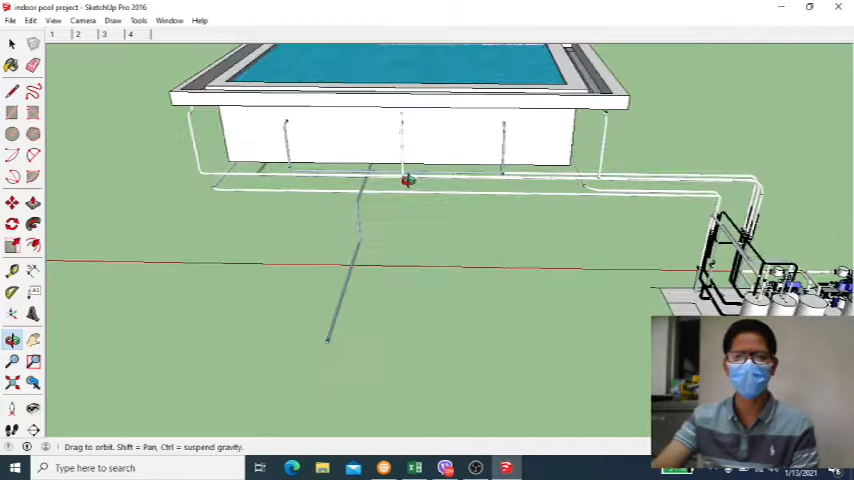 indoor pool project - SketchUp Pro 2016
File Edit View Camera Draw Tools Window Help
1 2 3 4
Drag to orbit. Shift = Pan, Ctrl = suspend gravity.
Type here to search
1/13/2021